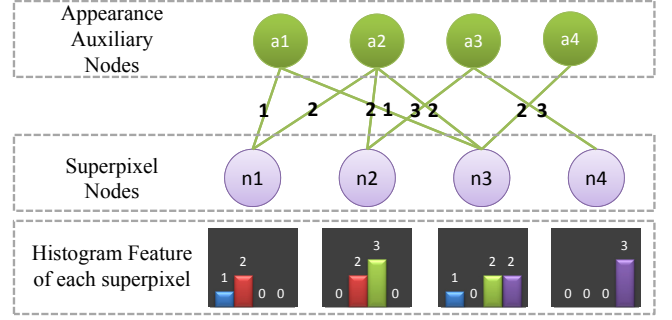 Appearance
Auxiliary
Nodes
a1 a2 a3 a4
1 2 2 1 3 2 2 3
Superpixel
Nodes
n1 n2 n3 n4
Histogram Feature
of each superpixel
1 2 0 0
0 2 3 0
1 0 2 2
0 0 0 3